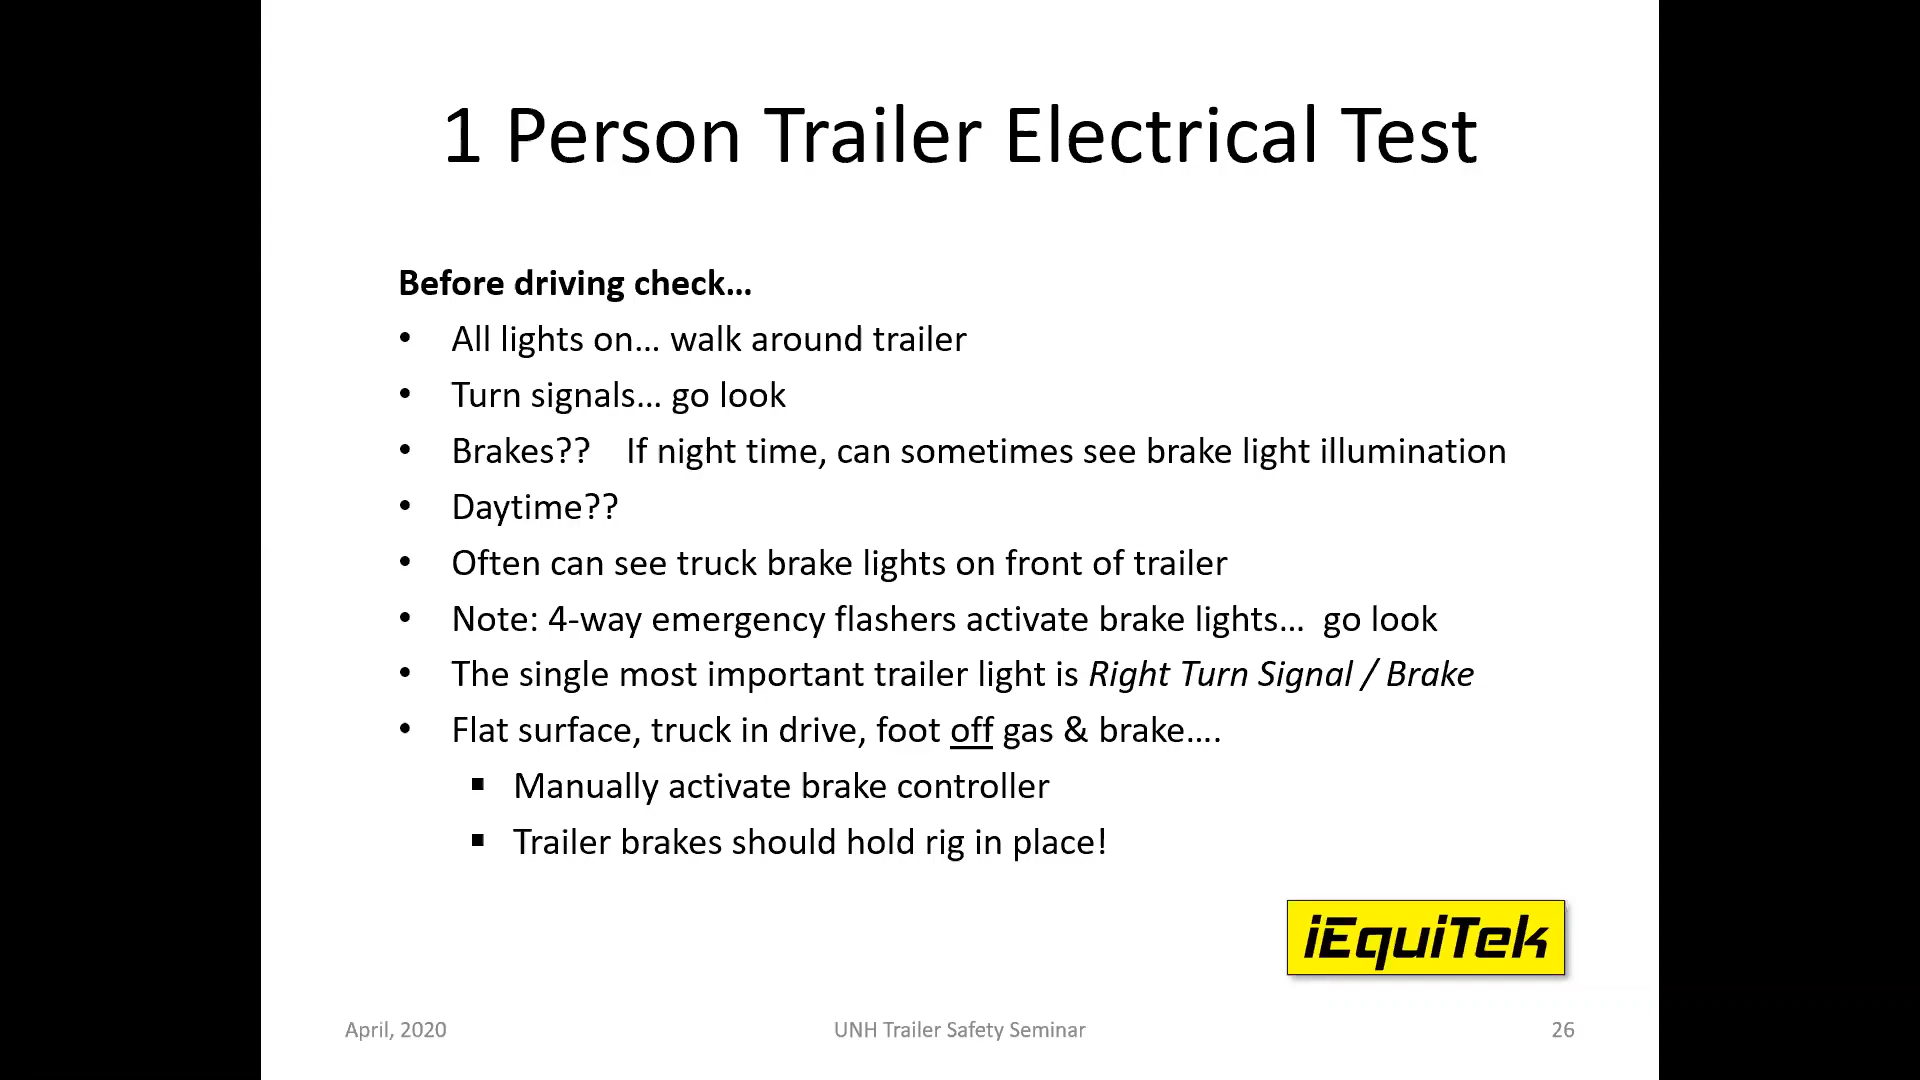 1 Person Trailer Electrical Test
Before driving check…
• All lights on… walk around trailer
• Turn signals… go look
• Brakes??    If night time, can sometimes see brake light illumination
• Daytime??
• Often can see truck brake lights on front of trailer
• Note: 4-way emergency flashers activate brake lights…  go look
• The single most important trailer light is Right Turn Signal / Brake
• Flat surface, truck in drive, foot off gas & brake….
▪ Manually activate brake controller
▪ Trailer brakes should hold rig in place!
iEquiTek
April, 2020
UNH Trailer Safety Seminar
26